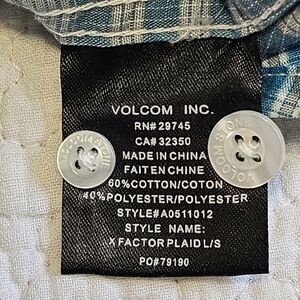 VOLCOM INC.
RN# 29745
CA# 32350
MADE IN CHINA
FAIT EN CHINE
60%COTTON/COTON
40%POLYESTER/POLYESTER
STYLE#A0511012
STYLE NAME:
X FACTOR PLAID L/S
PO#79190
VOLCOM STONE
VOLCOM STONE